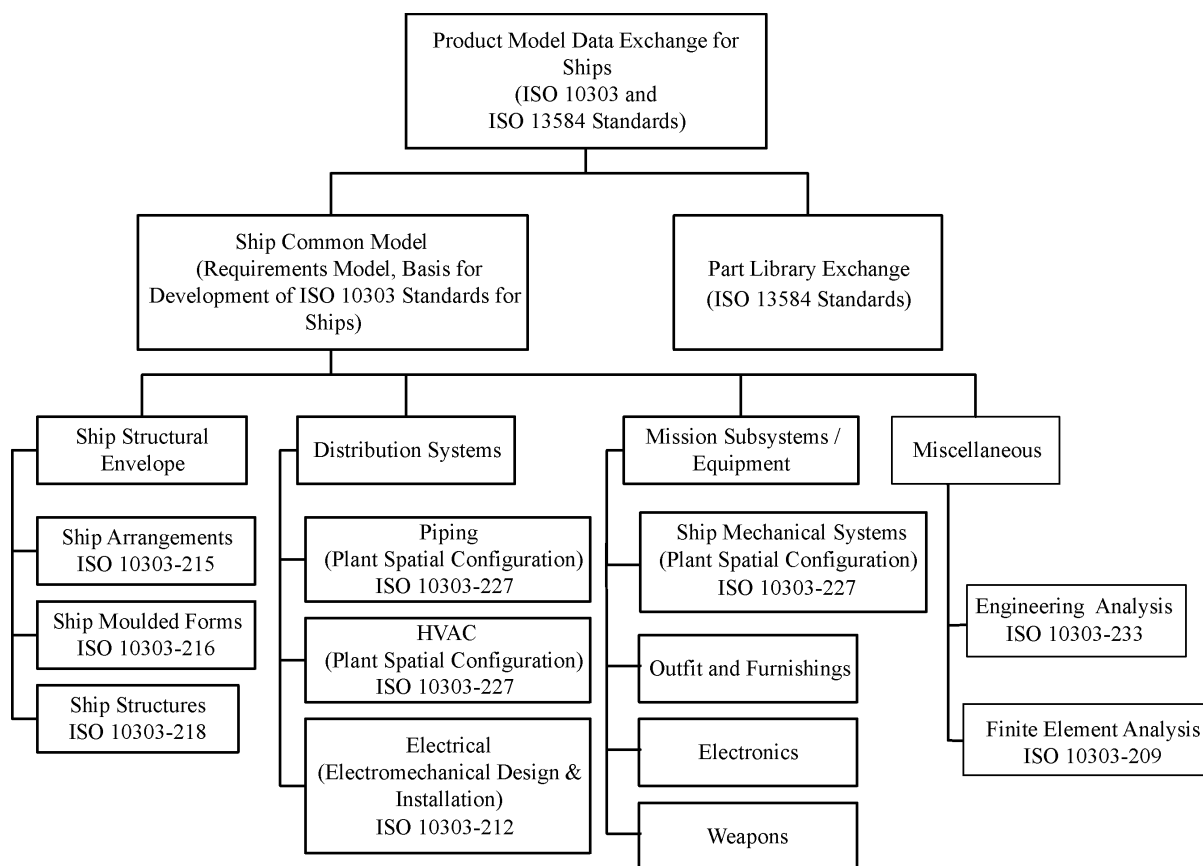 Product Model Data Exchange for
Ships
(ISO 10303 and
ISO 13584 Standards)
Ship Common Model
(Requirements Model, Basis for
Development of ISO 10303 Standards for
Ships)
Part Library Exchange
(ISO 13584 Standards)
Ship Structural
Envelope
Distribution Systems
Mission Subsystems /
Equipment
Miscellaneous
Ship Arrangements
ISO 10303-215
Ship Moulded Forms
ISO 10303-216
Ship Structures
ISO 10303-218
Piping
(Plant Spatial Configuration)
ISO 10303-227
HVAC
(Plant Spatial Configuration)
ISO 10303-227
Electrical
(Electromechanical Design &
Installation)
ISO 10303-212
Ship Mechanical Systems
(Plant Spatial Configuration)
ISO 10303-227
Outfit and Furnishings
Electronics
Weapons
Engineering Analysis
ISO 10303-233
Finite Element Analysis
ISO 10303-209